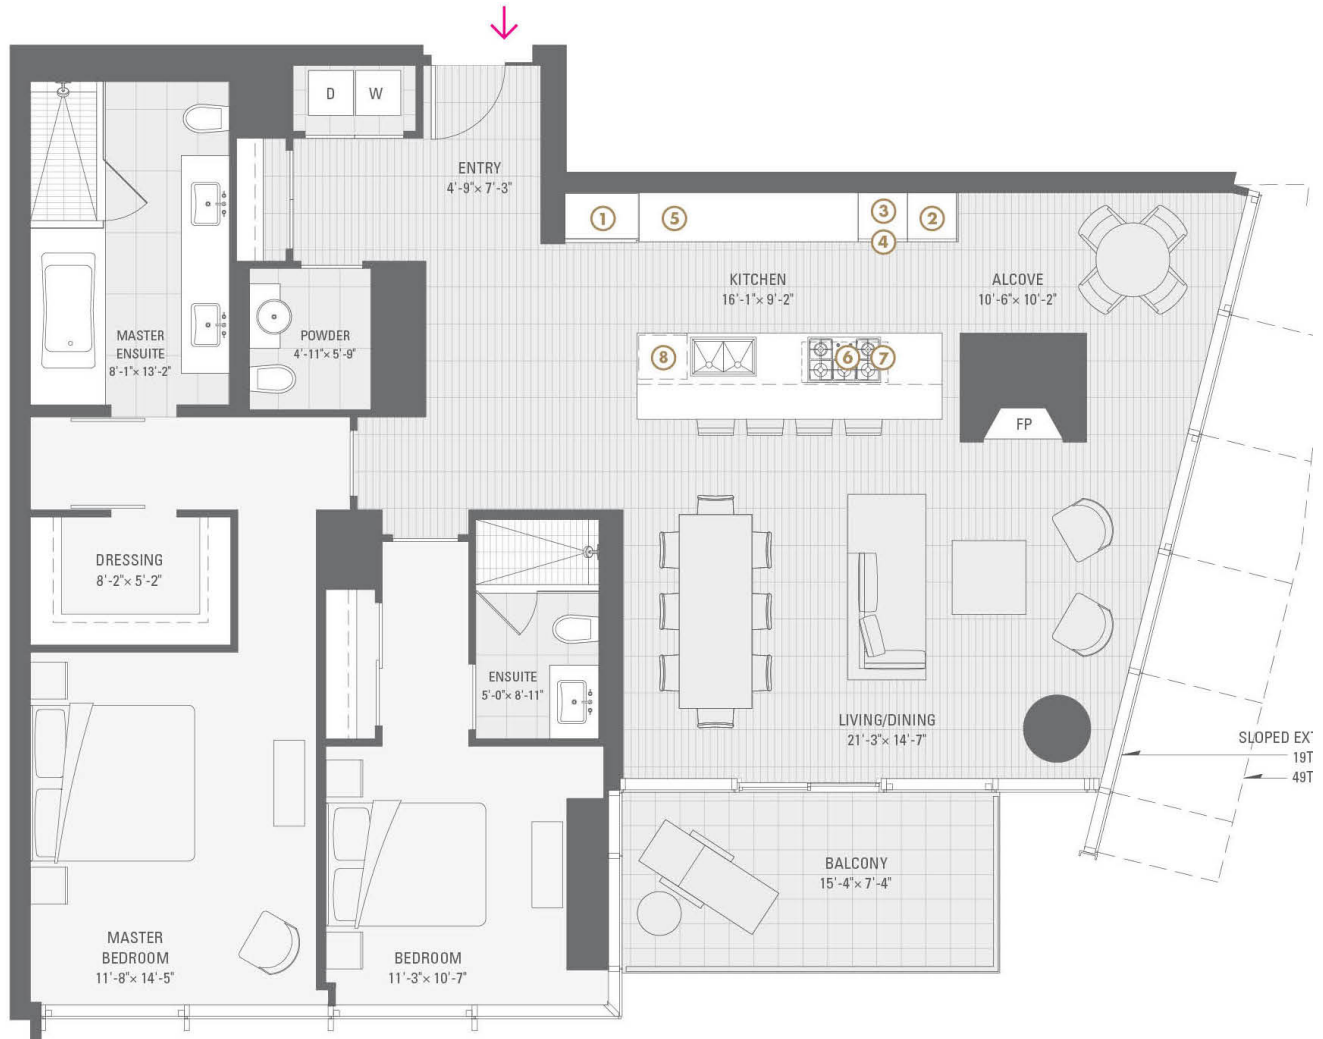 D
W
ENTRY
4'-9" × 7'-3"
1
5
3
2
4
KITCHEN
16'-1" × 9'-2"
ALCOVE
10'-6" × 10'-2"
MASTER
ENSUITE
8'-1" × 13'-2"
POWDER
4'-11" × 5'-9"
8
6
7
FP
DRESSING
8'-2" × 5'-2"
ENSUITE
5'-0" × 8'-11"
LIVING/DINING
21'-3" × 14'-7"
SLOPED EXT
19T
49T
BALCONY
15'-4" × 7'-4"
MASTER
BEDROOM
11'-8" × 14'-5"
BEDROOM
11'-3" × 10'-7"